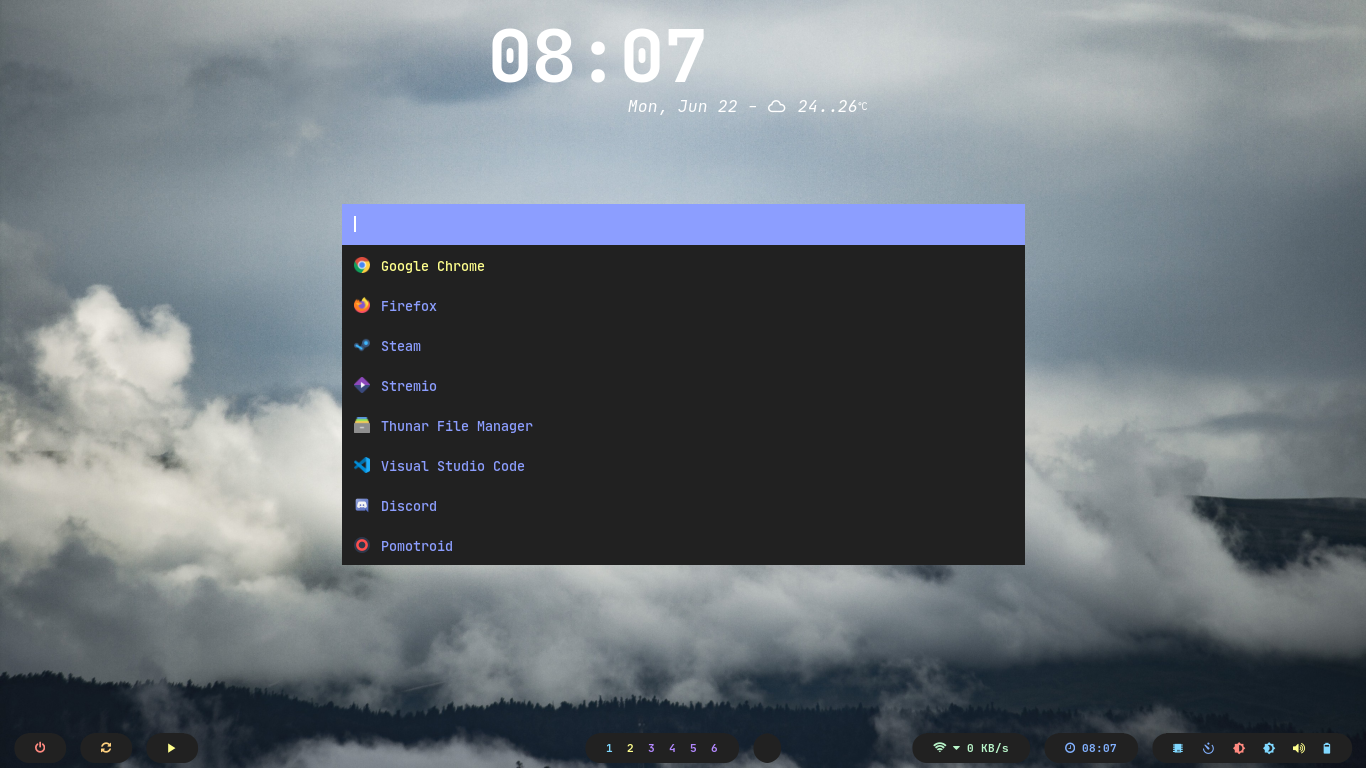 08:07
Mon, Jun 22 - 24..26°C
Google Chrome
Firefox
Steam
Stremio
Thunar File Manager
Visual Studio Code
Discord
Pomotroid
1 2 3 4 5 6
0 KB/s
08:07